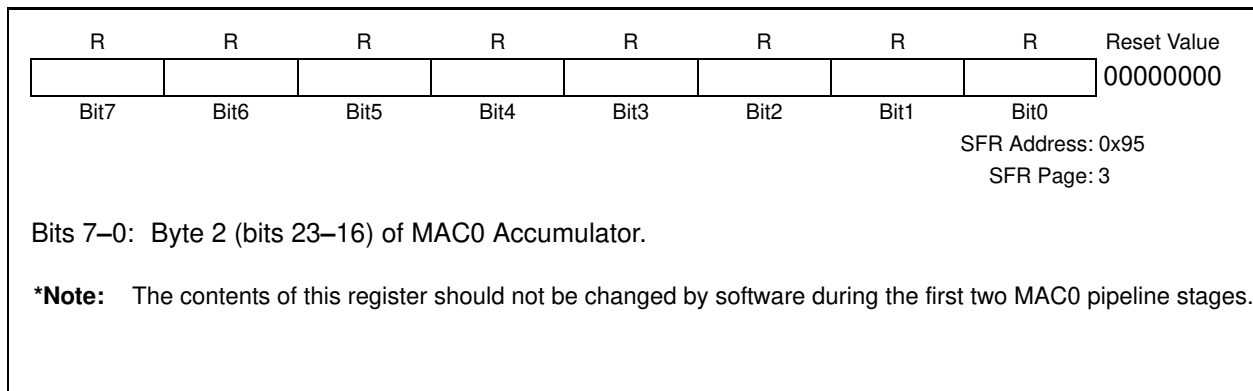 R R R R R R R R Reset Value
00000000
Bit7 Bit6 Bit5 Bit4 Bit3 Bit2 Bit1 Bit0
SFR Address: 0x95
SFR Page: 3
Bits 7–0: Byte 2 (bits 23–16) of MAC0 Accumulator.
*Note: The contents of this register should not be changed by software during the first two MAC0 pipeline stages.